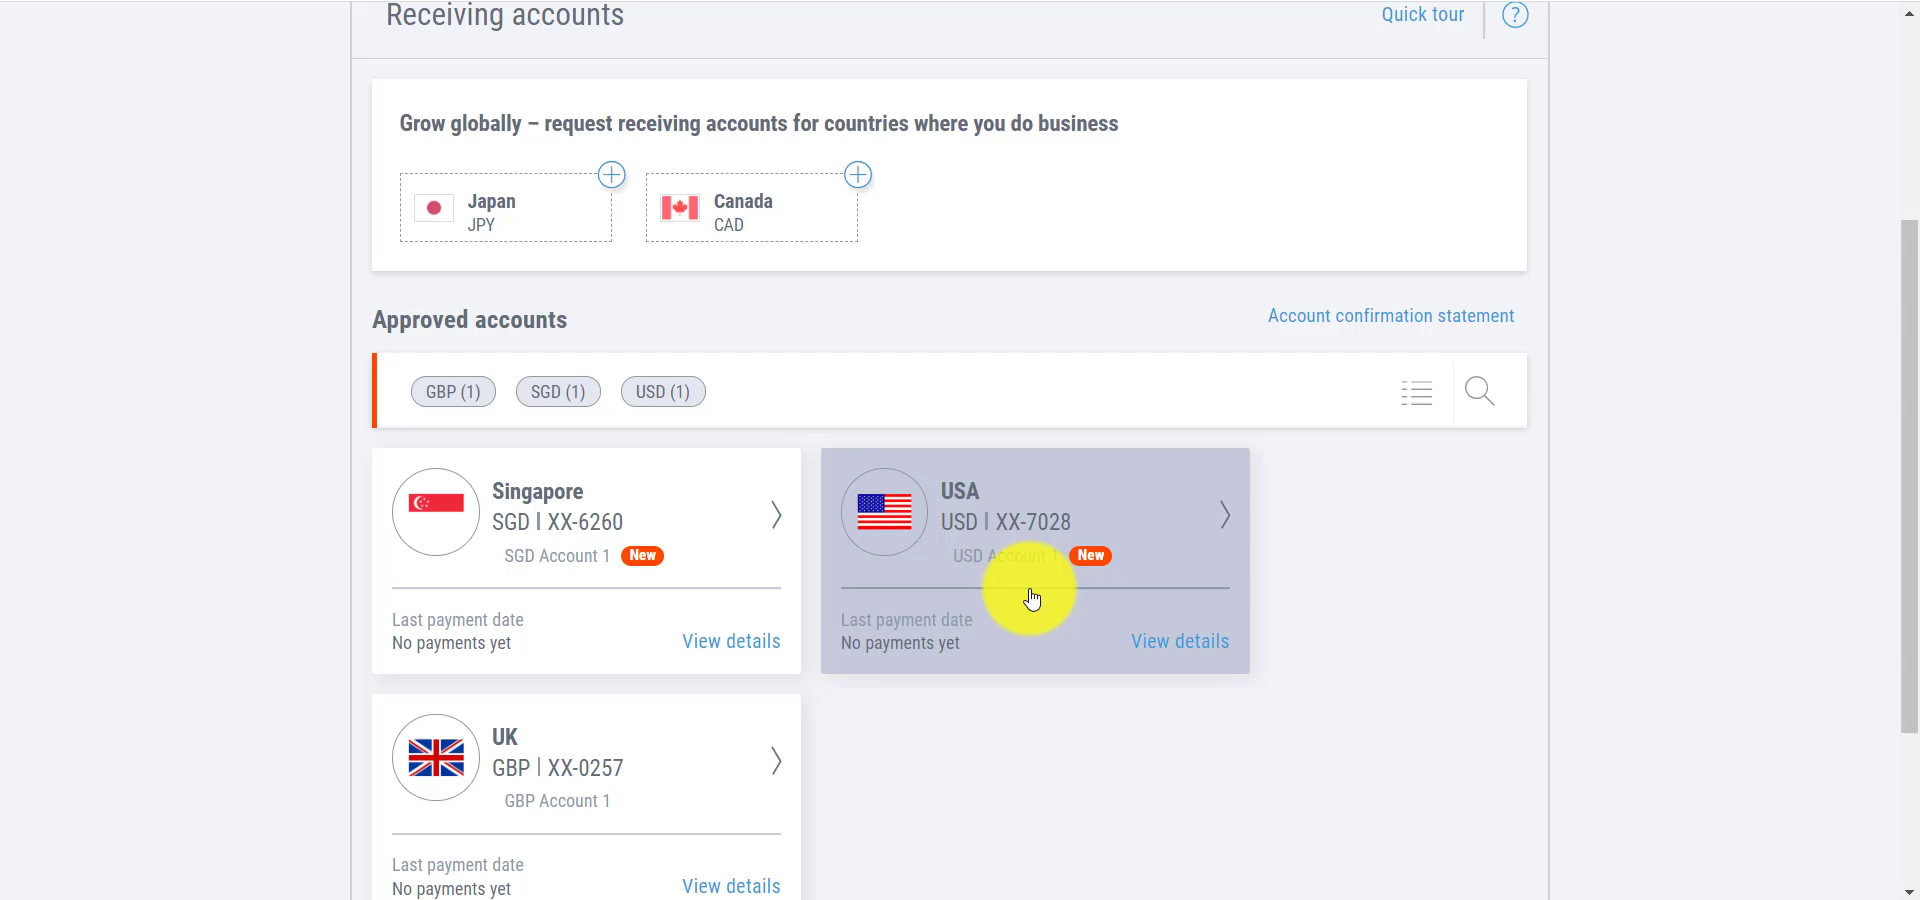 Receiving accounts
Quick tour
?
Grow globally – request receiving accounts for countries where you do business
Japan
JPY
Canada
CAD
Approved accounts
Account confirmation statement
GBP (1)
SGD (1)
USD (1)
Singapore
SGD | XX-6260
SGD Account 1 New
Last payment date
No payments yet
View details
USA
USD | XX-7028
USD Account 1 New
Last payment date
No payments yet
View details
UK
GBP | XX-0257
GBP Account 1
Last payment date
No payments yet
View details